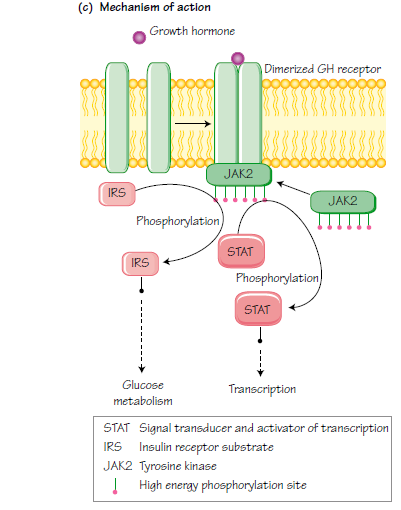 (c) Mechanism of action
Growth hormone
Dimerized GH receptor
JAK2
IRS
JAK2
Phosphorylation
STAT
IRS
Phosphorylation
STAT
Glucose
metabolism
Transcription
STAT Signal transducer and activator of transcription
IRS Insulin receptor substrate
JAK2 Tyrosine kinase
High energy phosphorylation site